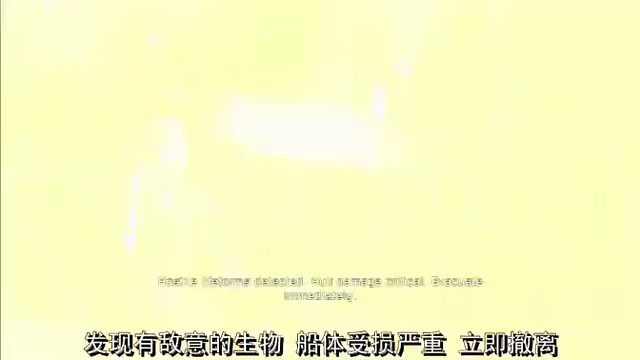 Hostile lifeforms detected. Hull damage critical. Evacuate
immediately.
发现有敌意的生物 船体受损严重 立即撤离